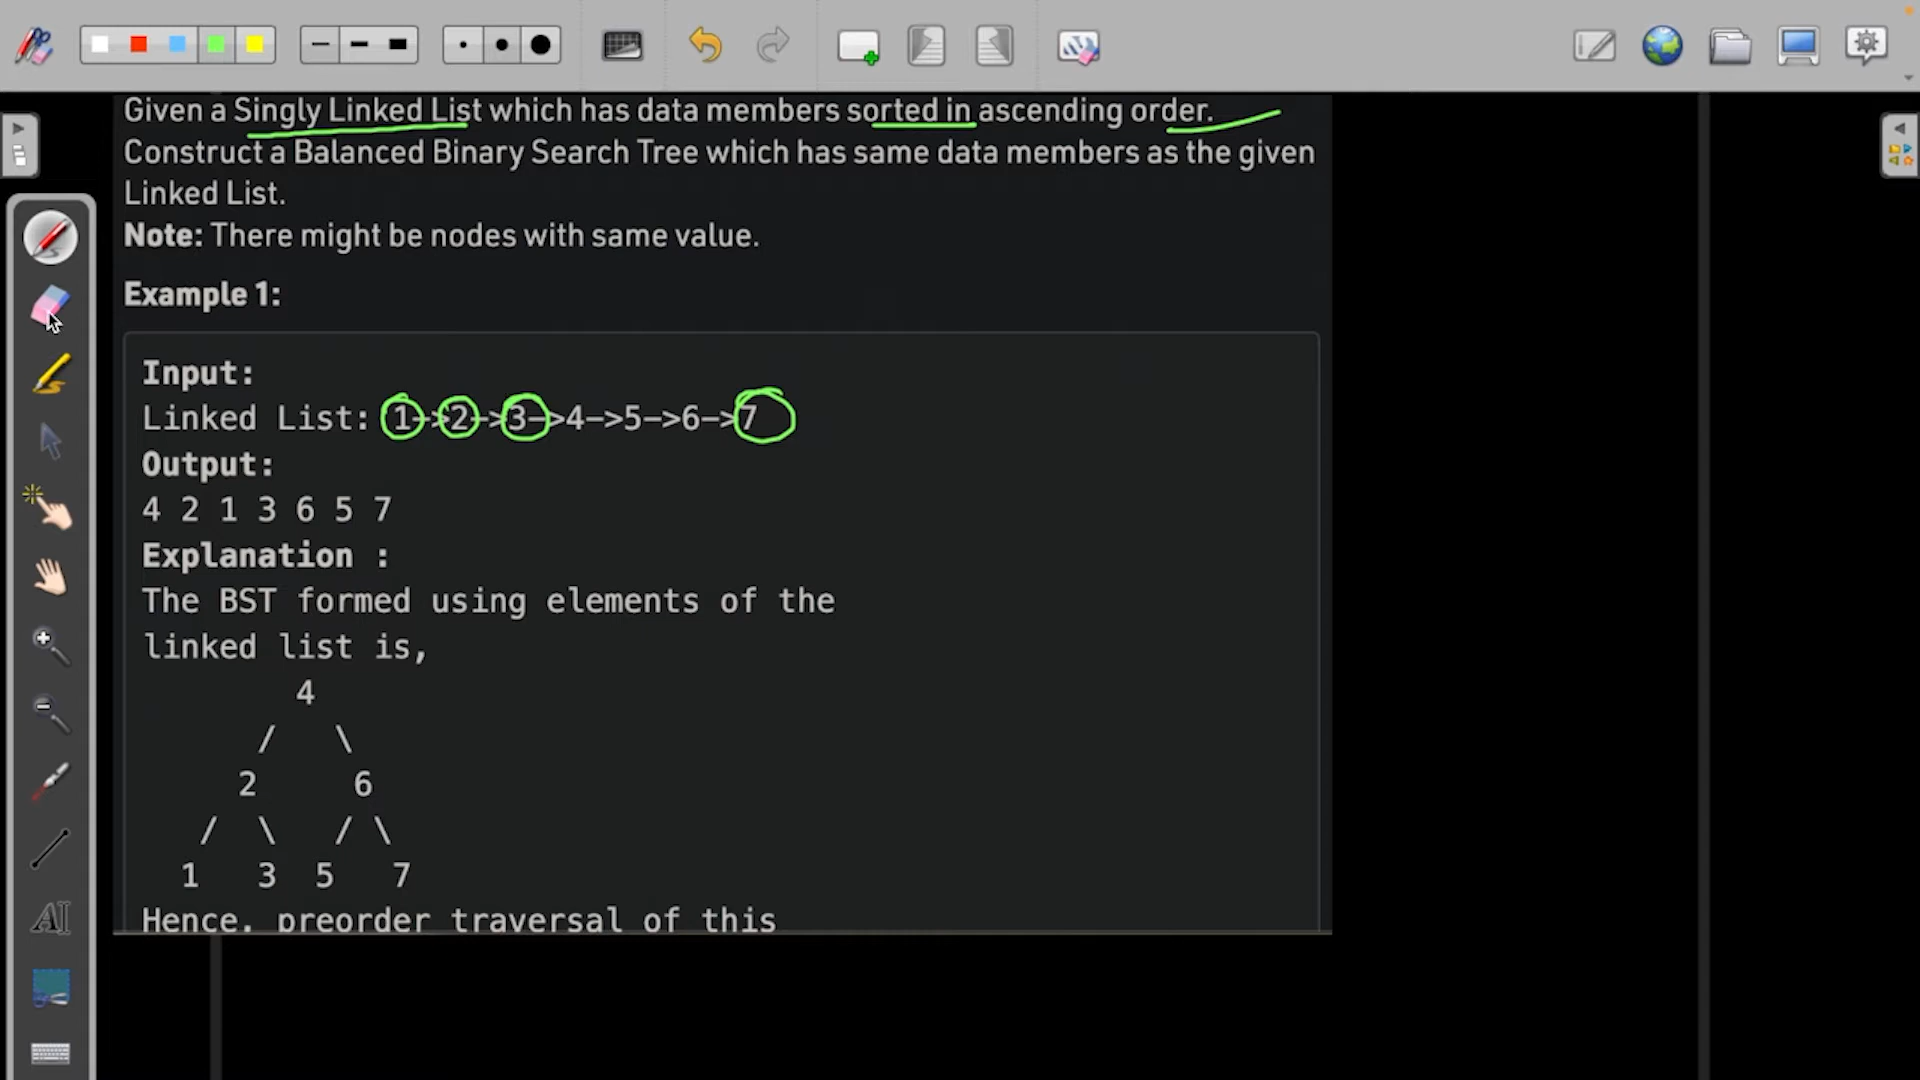 Given a Singly Linked List which has data members sorted in ascending order.
Construct a Balanced Binary Search Tree which has same data members as the given
Linked List.
Note: There might be nodes with same value.
Example 1:
Input:
Linked List: 1->2->3->4->5->6->7
Output:
4 2 1 3 6 5 7
Explanation :
The BST formed using elements of the
linked list is,
4
/ \
2 6
/ \ / \
1 3 5 7
Hence, preorder traversal of this
AI